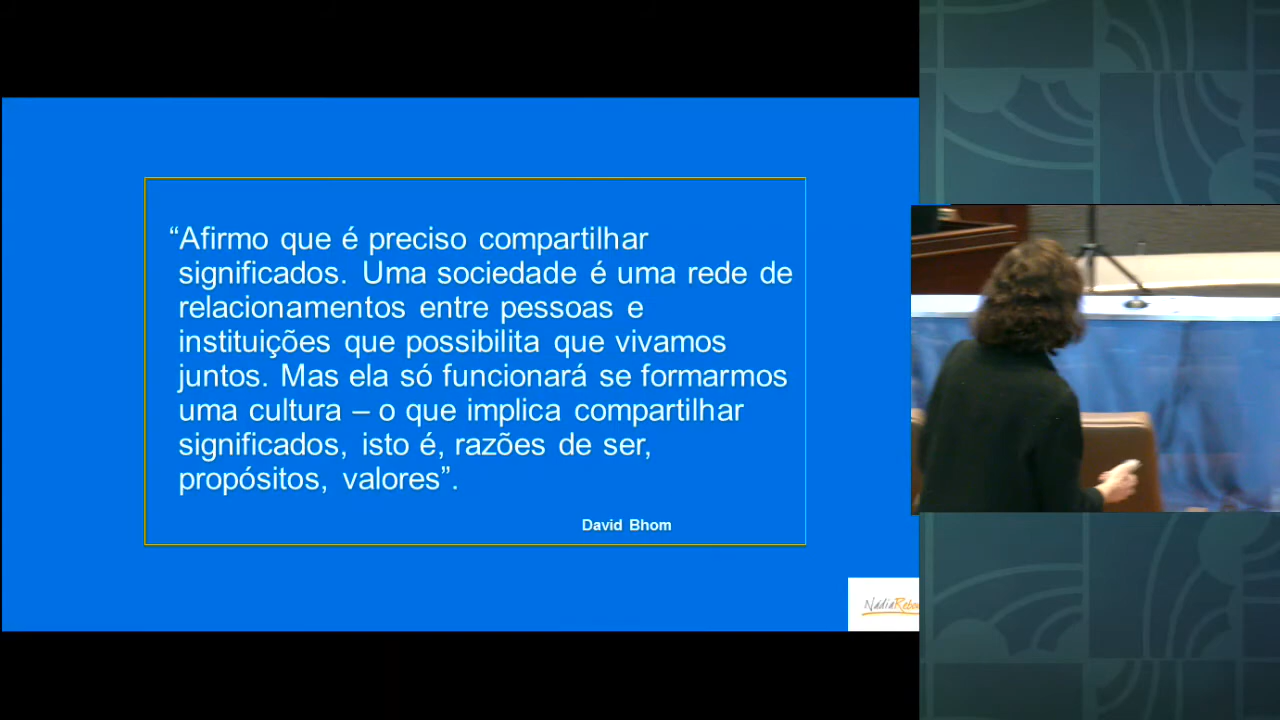 “Afirmo que é preciso compartilhar
significados. Uma sociedade é uma rede de
relacionamentos entre pessoas e
instituições que possibilita que vivamos
juntos. Mas ela só funcionará se formarmos
uma cultura – o que implica compartilhar
significados, isto é, razões de ser,
propósitos, valores”.
David Bhom
Nádia